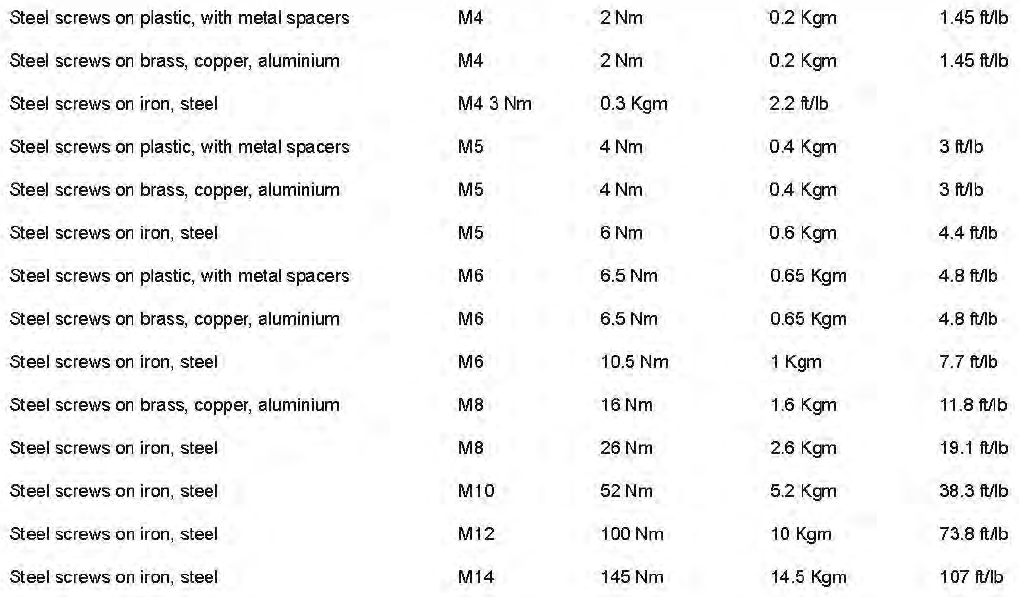 Steel screws on plastic, with metal spacers M4 2 Nm 0.2 Kgm 1.45 ft/lb
Steel screws on brass, copper, aluminium M4 2 Nm 0.2 Kgm 1.45 ft/lb
Steel screws on iron, steel M4 3 Nm 0.3 Kgm 2.2 ft/lb
Steel screws on plastic, with metal spacers M5 4 Nm 0.4 Kgm 3 ft/lb
Steel screws on brass, copper, aluminium M5 4 Nm 0.4 Kgm 3 ft/lb
Steel screws on iron, steel M5 6 Nm 0.6 Kgm 4.4 ft/lb
Steel screws on plastic, with metal spacers M6 6.5 Nm 0.65 Kgm 4.8 ft/lb
Steel screws on brass, copper, aluminium M6 6.5 Nm 0.65 Kgm 4.8 ft/lb
Steel screws on iron, steel M6 10.5 Nm 1 Kgm 7.7 ft/lb
Steel screws on brass, copper, aluminium M8 16 Nm 1.6 Kgm 11.8 ft/lb
Steel screws on iron, steel M8 26 Nm 2.6 Kgm 19.1 ft/lb
Steel screws on iron, steel M10 52 Nm 5.2 Kgm 38.3 ft/lb
Steel screws on iron, steel M12 100 Nm 10 Kgm 73.8 ft/lb
Steel screws on iron, steel M14 145 Nm 14.5 Kgm 107 ft/lb